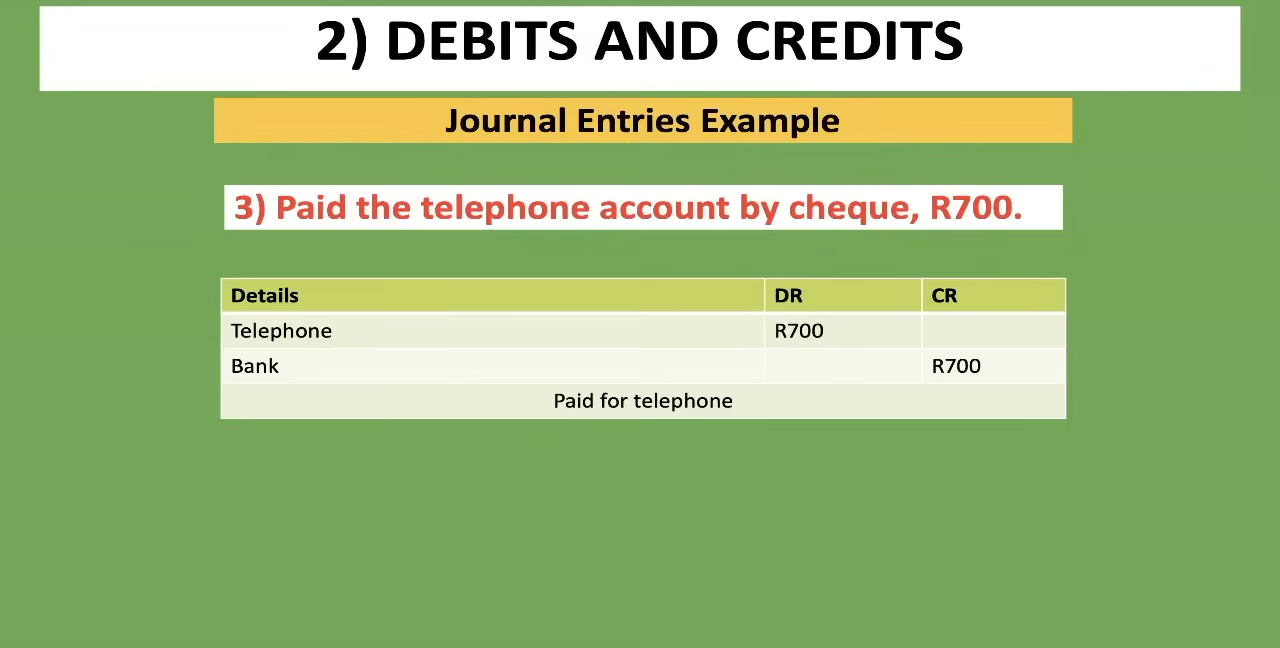 2) DEBITS AND CREDITS
Journal Entries Example
3) Paid the telephone account by cheque, R700.
Details DR CR
Telephone R700
Bank R700
Paid for telephone